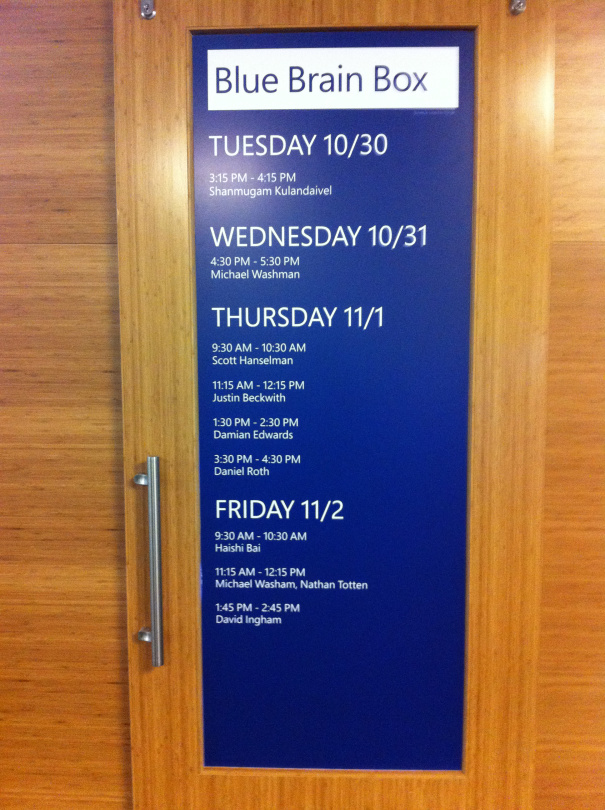 Blue Brain Box
TUESDAY 10/30
3:15 PM - 4:15 PM
Shanmugam Kulandaivel
WEDNESDAY 10/31
4:30 PM - 5:30 PM
Michael Washman
THURSDAY 11/1
9:30 AM - 10:30 AM
Scott Hanselman
11:15 AM - 12:15 PM
Justin Beckwith
1:30 PM - 2:30 PM
Damian Edwards
3:30 PM - 4:30 PM
Daniel Roth
FRIDAY 11/2
9:30 AM - 10:30 AM
Haishi Bai
11:15 AM - 12:15 PM
Michael Washam, Nathan Totten
1:45 PM - 2:45 PM
David Ingham